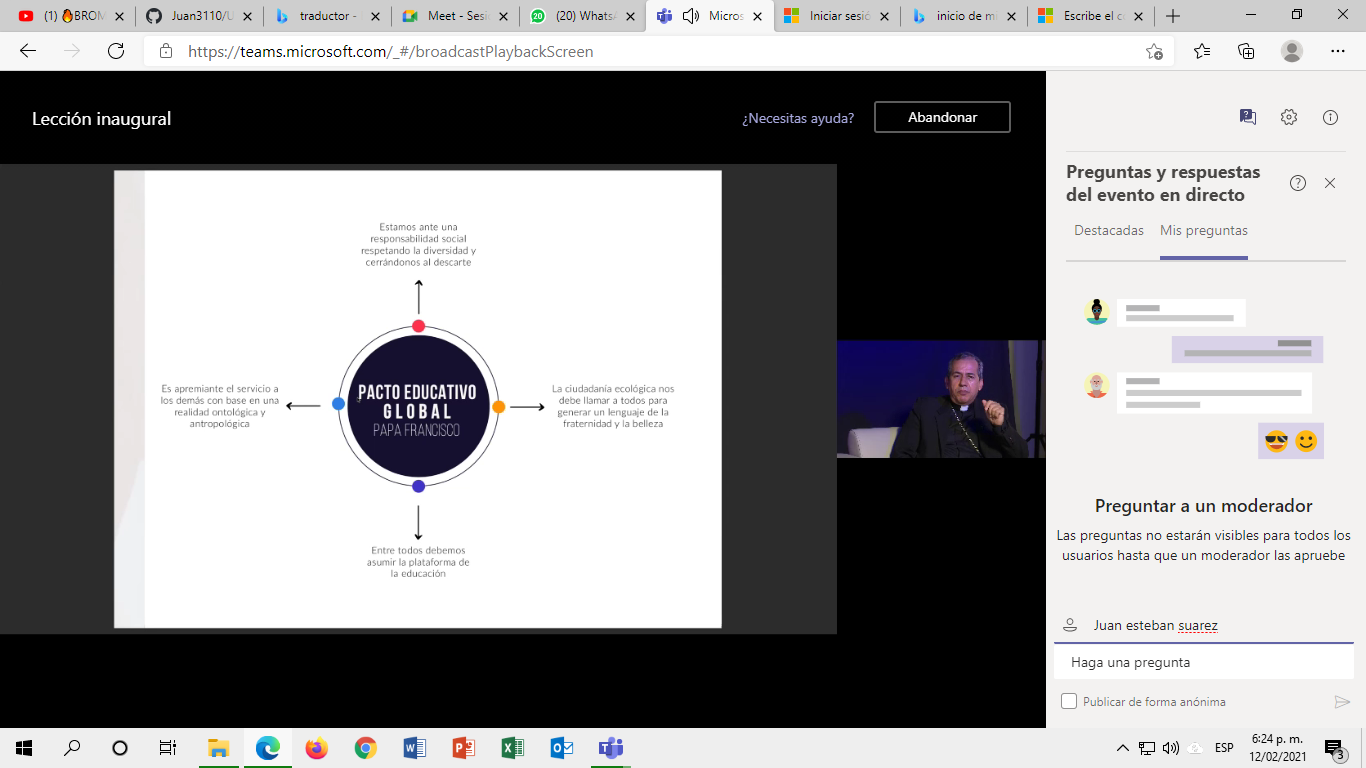 (1) 🔥BROM
Juan3110/U
traductor -
Meet - Sesi
(20) WhatsA
Micros
Iniciar sesió
inicio de mi
Escribe el c
https://teams.microsoft.com/_#/broadcastPlaybackScreen
Lección inaugural
¿Necesitas ayuda?
Abandonar
Estamos ante una
responsabilidad social
respetando la diversidad y
cerrándonos al descarte
Es apremiante el servicio a
los demás con base en una
realidad ontológica y
antropológica
PACTO EDUCATIVO
GLOBAL
PAPA FRANCISCO
La ciudadanía ecológica nos
debe llamar a todos para
generar un lenguaje de la
fraternidad y la belleza
Entre todos debemos
asumir la plataforma de
la educación
Preguntas y respuestas
del evento en directo
Destacadas
Mis preguntas
Preguntar a un moderador
Las preguntas no estarán visibles para todos los
usuarios hasta que un moderador las apruebe
Juan esteban suarez
Haga una pregunta
Publicar de forma anónima
ESP
6:24 p. m.
12/02/2021
3